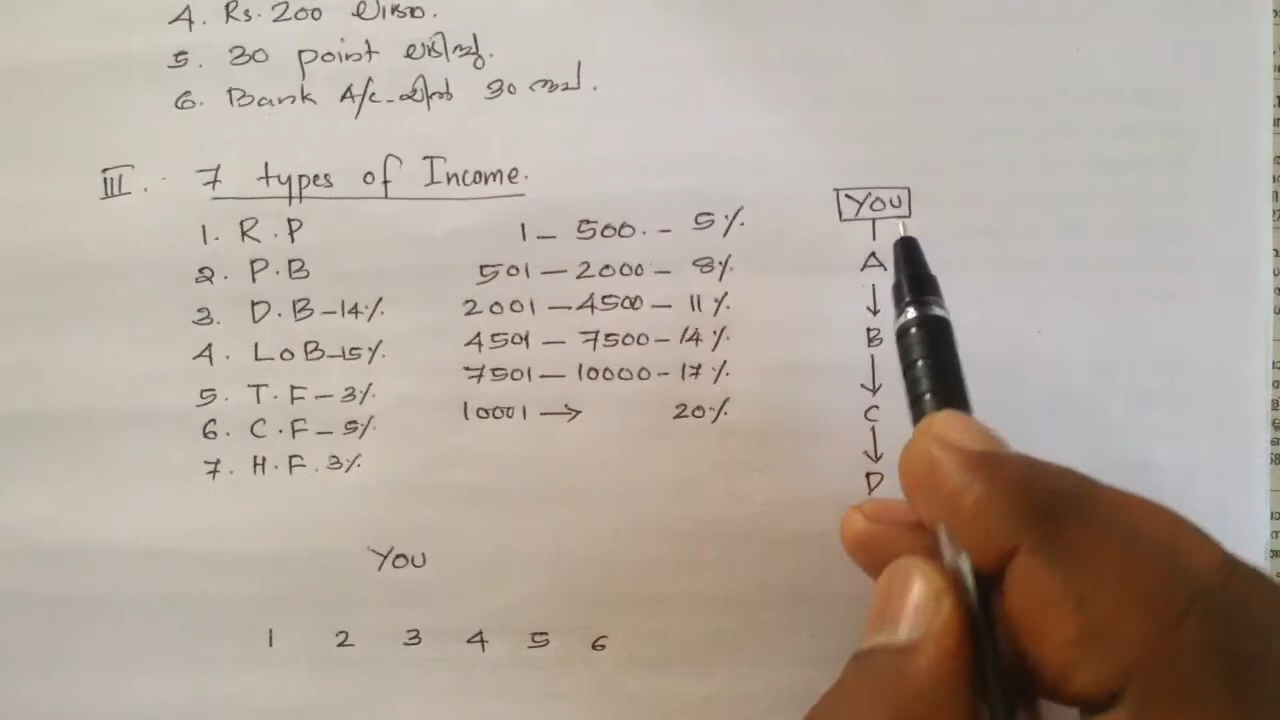 4. Rs. 200
5. 30 point
6. Bank A/c- 30
III. 7 types of Income.
1. R.P
2. P.B
3. D.B-14%
4. LOB-15%
5. T.F-3%
6. C.F-5%
7. H.F. 3%
1 - 500. - 5%
501 - 2000 - 8%
2001 - 4500 - 11%
4501 - 7500 - 14%
7501 - 10000 - 17%
10001 → 20%
YOU
A
B
C
D
YOU
1 2 3 4 5 6